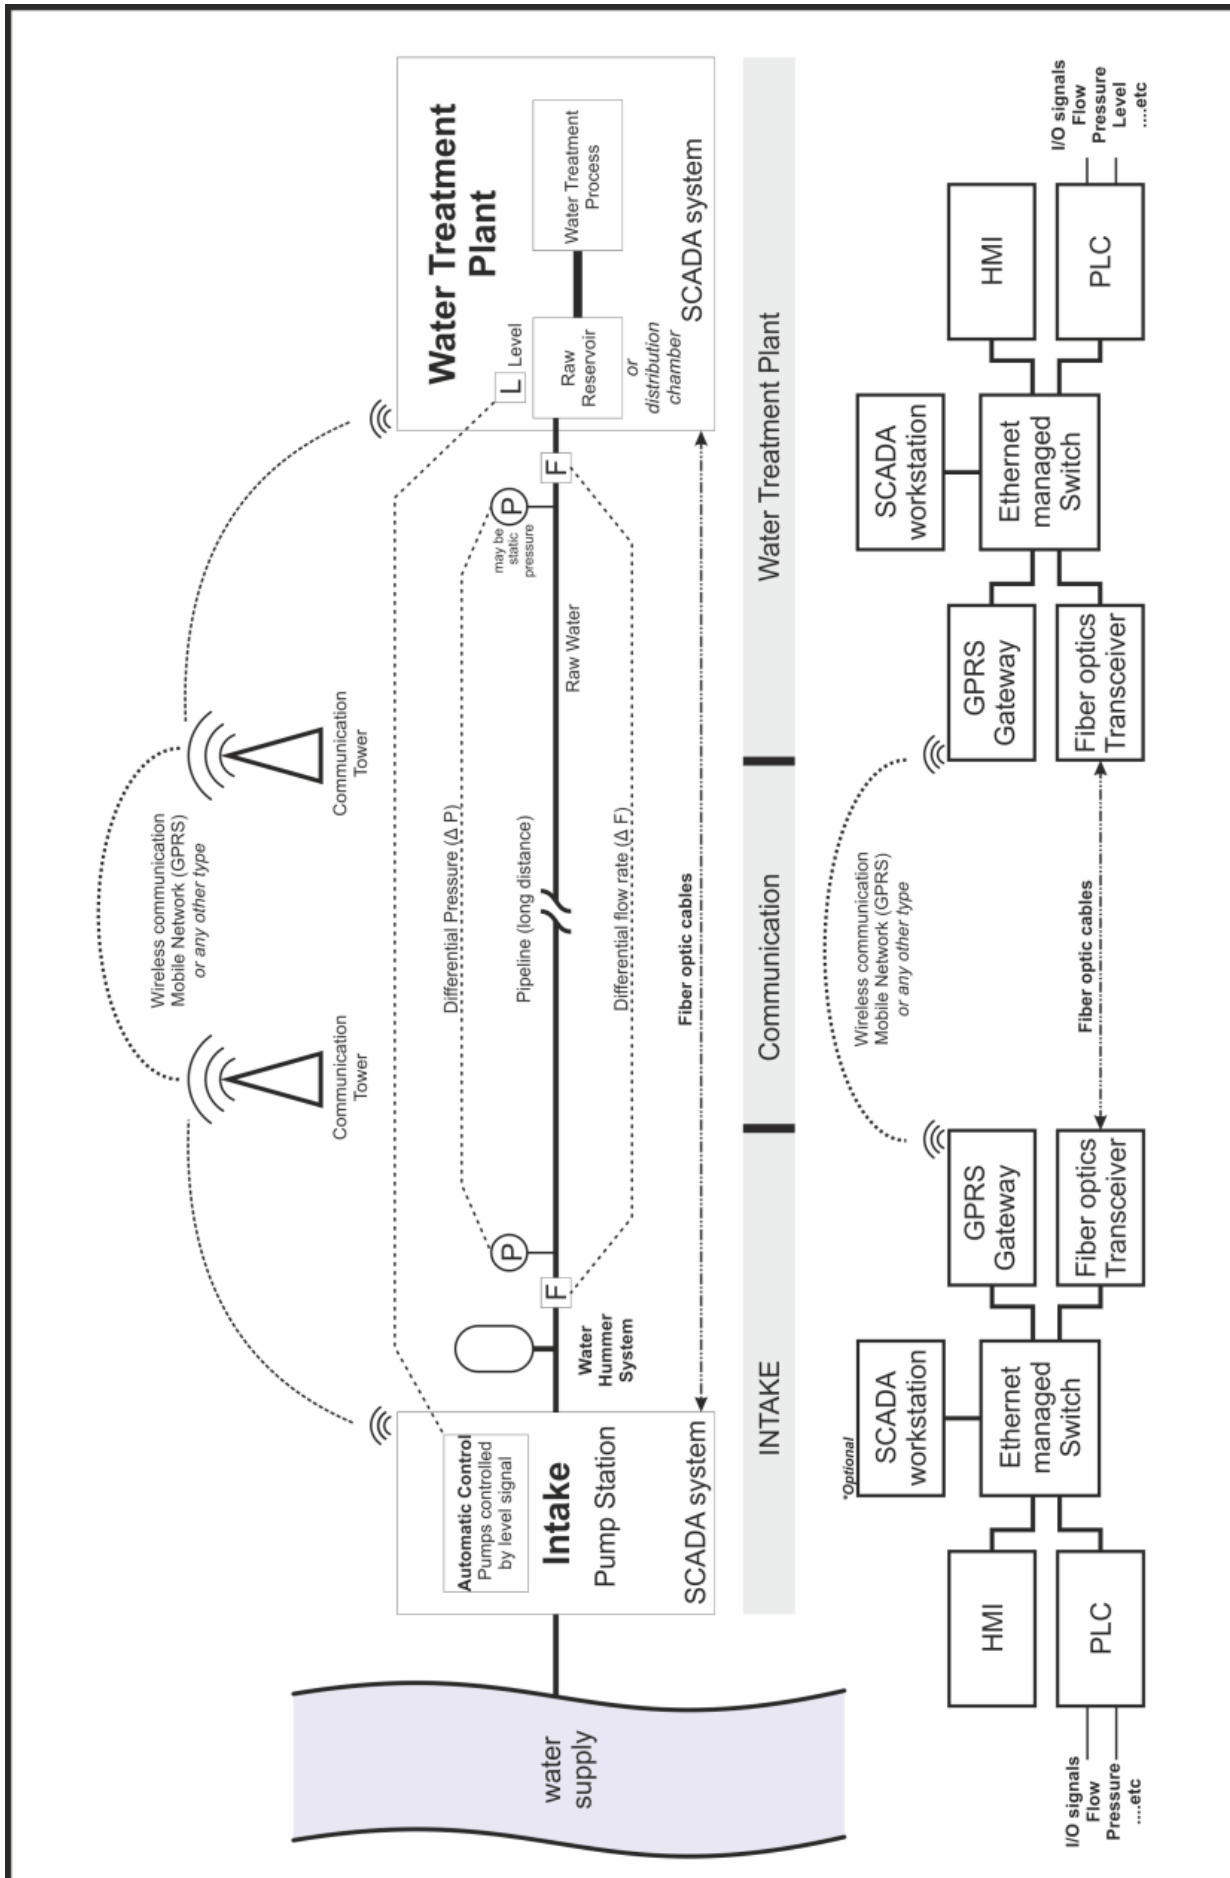 Wireless communication
Mobile Network (GPRS)
or any other type
Communication
Tower
Communication
Tower
Automatic Control
Pumps controlled
by level signal
Intake
Pump Station
SCADA system
water
supply
Water
Hummer
System
F
P
Differential Pressure (Δ P)
Pipeline (long distance)
Differential flow rate (Δ F)
Fiber optic cables
Raw Water
may be
static
pressure
P
F
Water Treatment
Plant
L
Level
Raw
Reservoir
or
distribution
chamber
Water Treatment
Process
SCADA system
INTAKE
Communication
Water Treatment Plant
*Optional
SCADA
workstation
HMI
PLC
Ethernet
managed
Switch
GPRS
Gateway
Fiber optics
Transceiver
I/O signals
Flow
Pressure
....etc
Wireless communication
Mobile Network (GPRS)
or any other type
Fiber optic cables
SCADA
workstation
GPRS
Gateway
Fiber optics
Transceiver
Ethernet
managed
Switch
HMI
PLC
I/O signals
Flow
Pressure
Level
....etc